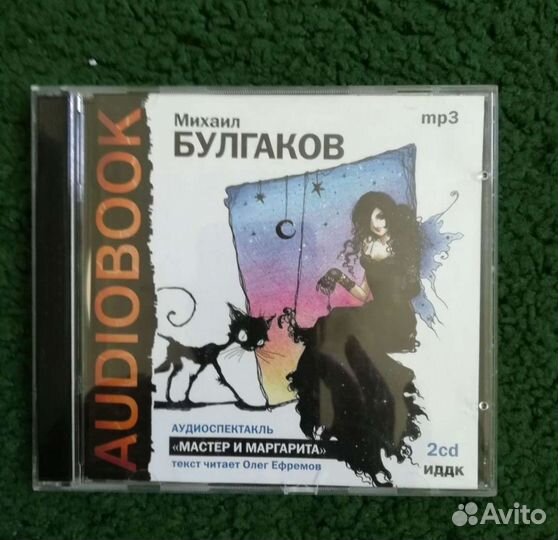 AUDIOBOOK
Михаил
БУЛГАКОВ
mp3
АУДИОСПЕКТАКЛЬ
«МАСТЕР И МАРГАРИТА»
текст читает Олег Ефремов
2cd
ИДДК
Avito